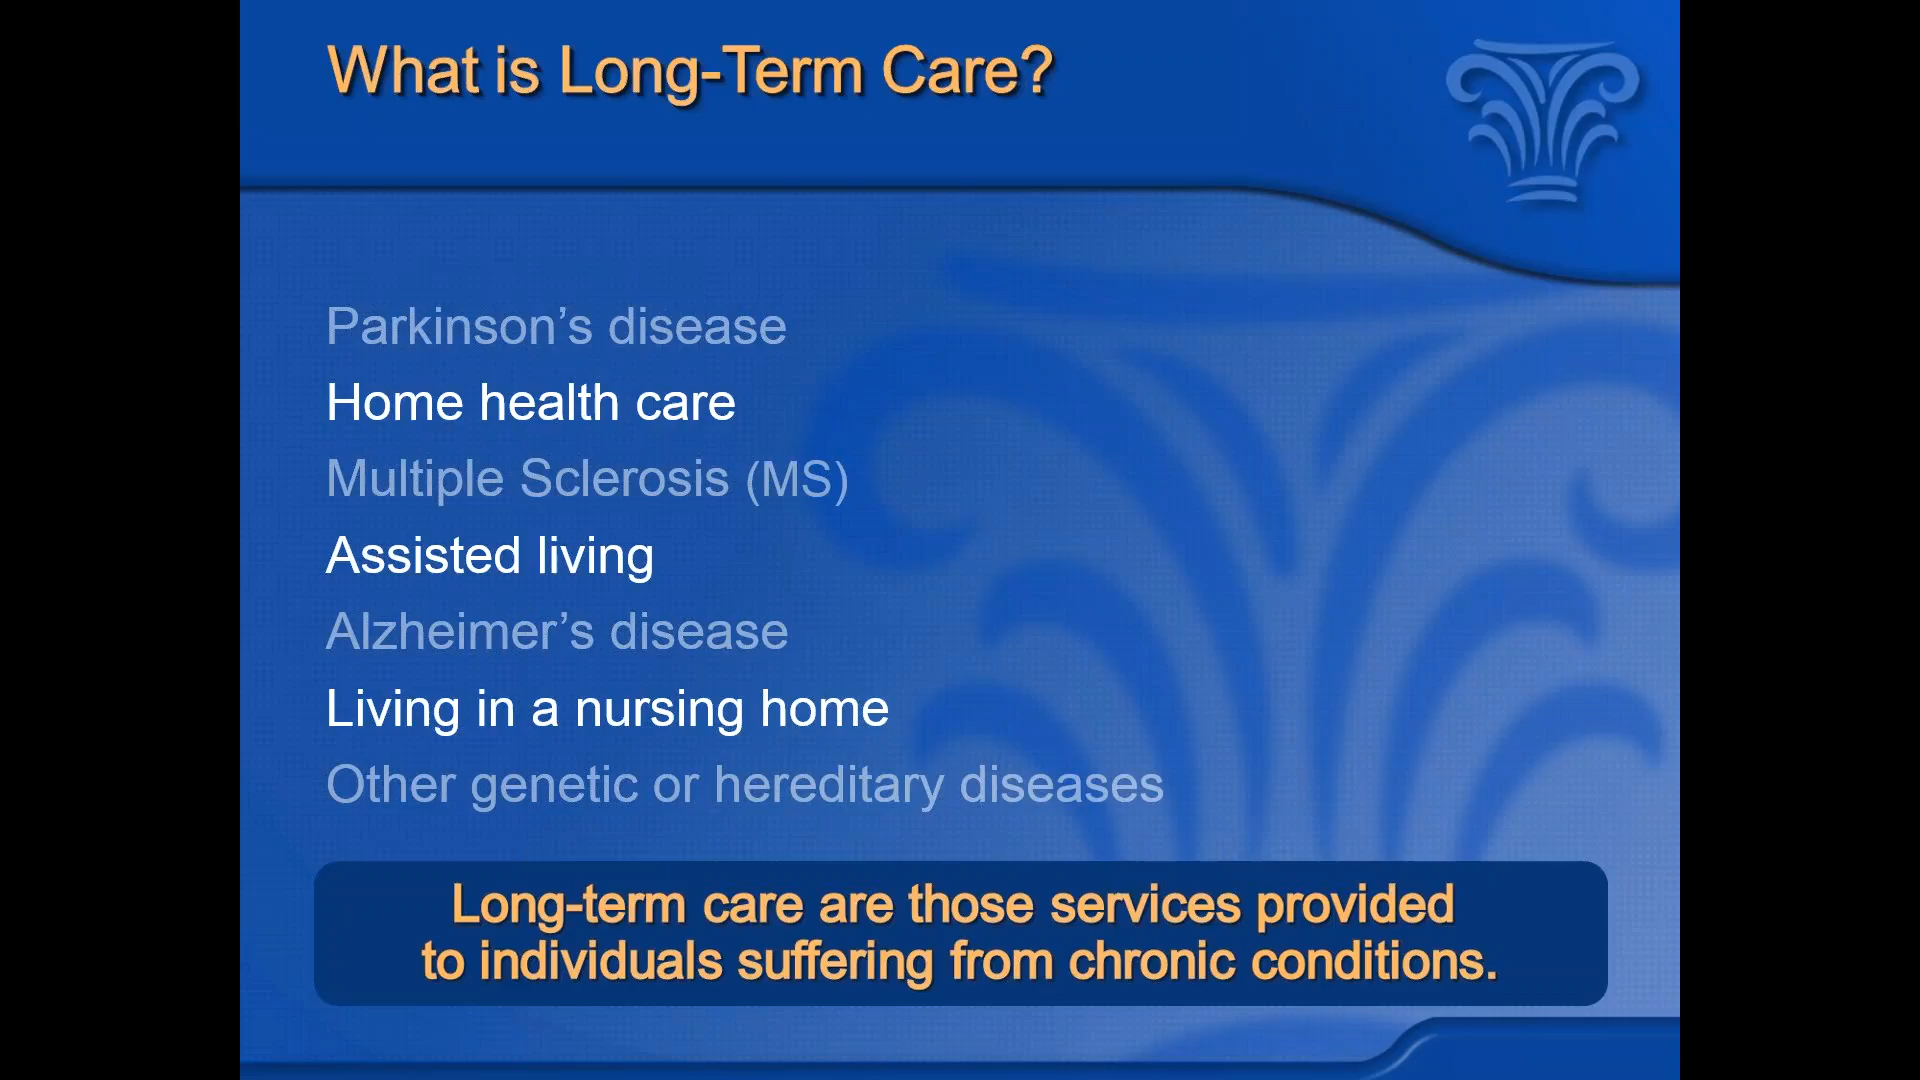 What is Long-Term Care?
Parkinson’s disease
Home health care
Multiple Sclerosis (MS)
Assisted living
Alzheimer’s disease
Living in a nursing home
Other genetic or hereditary diseases
Long-term care are those services provided
to individuals suffering from chronic conditions.